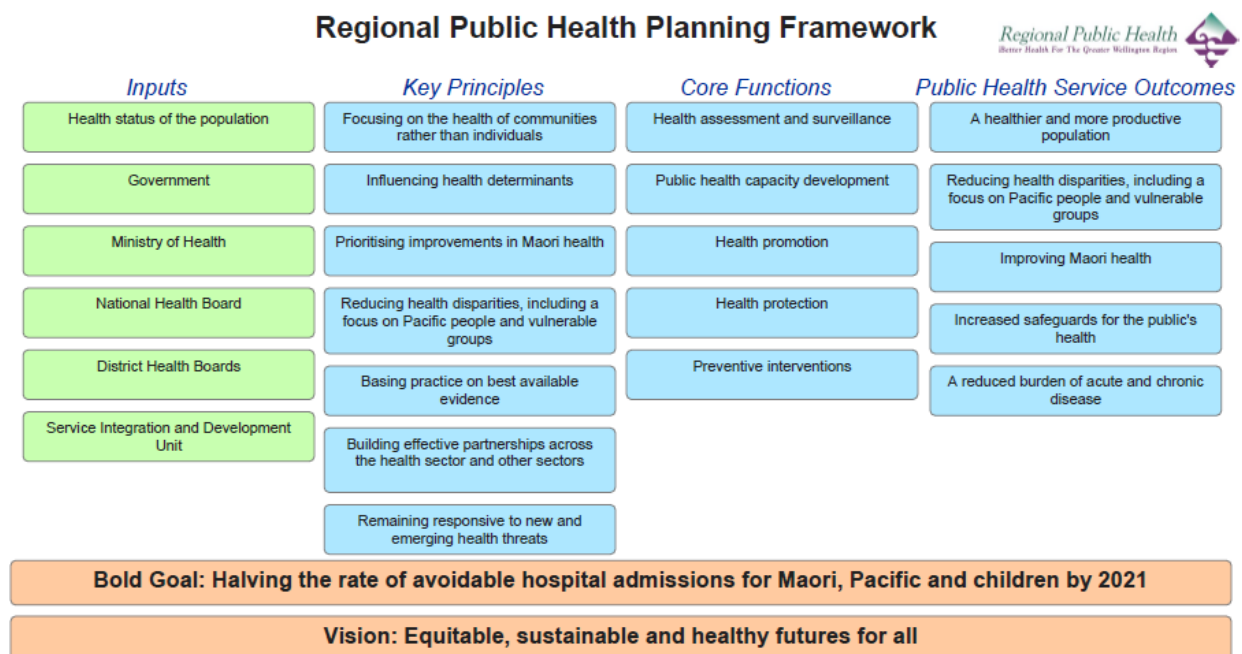 Regional Public Health Planning Framework
Regional Public Health
Better Health For The Greater Wellington Region
Inputs
Health status of the population
Government
Ministry of Health
National Health Board
District Health Boards
Service Integration and Development
Unit
Key Principles
Focusing on the health of communities
rather than individuals
Influencing health determinants
Prioritising improvements in Maori health
Reducing health disparities, including a
focus on Pacific people and vulnerable
groups
Basing practice on best available
evidence
Building effective partnerships across
the health sector and other sectors
Remaining responsive to new and
emerging health threats
Core Functions
Health assessment and surveillance
Public health capacity development
Health promotion
Health protection
Preventive interventions
Public Health Service Outcomes
A healthier and more productive
population
Reducing health disparities, including a
focus on Pacific people and vulnerable
groups
Improving Maori health
Increased safeguards for the public's
health
A reduced burden of acute and chronic
disease
Bold Goal: Halving the rate of avoidable hospital admissions for Maori, Pacific and children by 2021
Vision: Equitable, sustainable and healthy futures for all